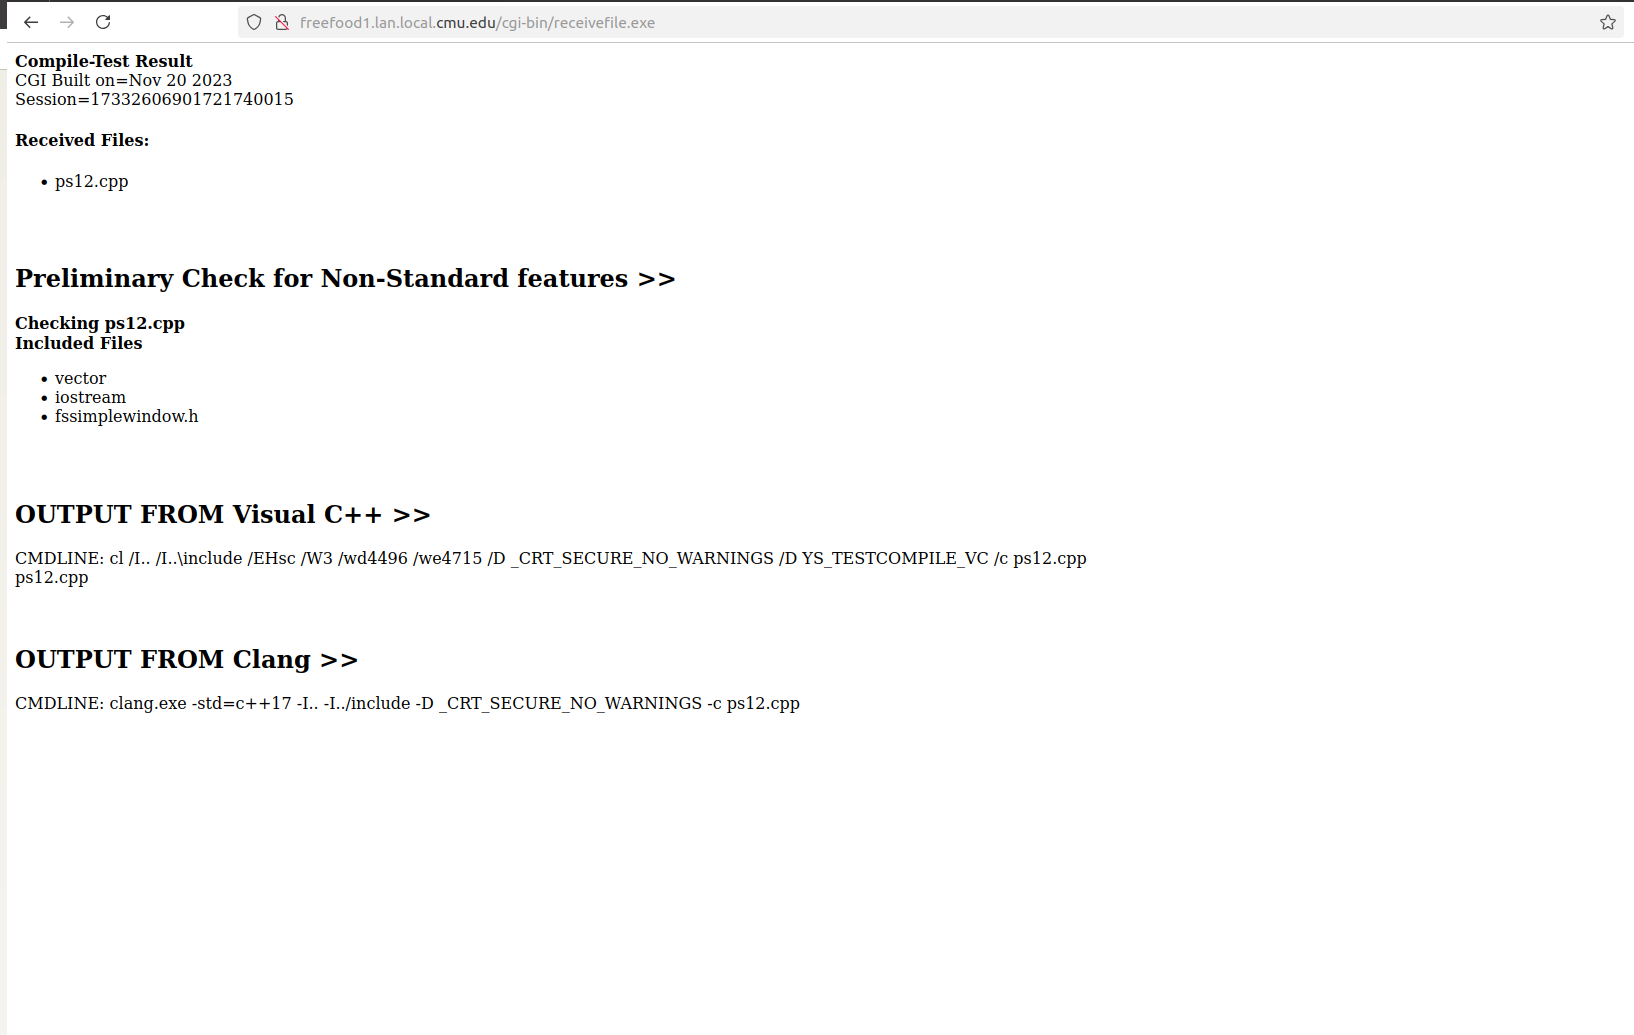 freefood1.lan.local.cmu.edu/cgi-bin/receivefile.exe
Compile-Test Result
CGI Built on=Nov 20 2023
Session=17332606901721740015
Received Files:
ps12.cpp
Preliminary Check for Non-Standard features >>
Checking ps12.cpp
Included Files
vector
iostream
fssimplewindow.h
OUTPUT FROM Visual C++ >>
CMDLINE: cl /I.. /I..\include /EHsc /W3 /wd4496 /we4715 /D _CRT_SECURE_NO_WARNINGS /D YS_TESTCOMPILE_VC /c ps12.cpp
ps12.cpp
OUTPUT FROM Clang >>
CMDLINE: clang.exe -std=c++17 -I.. -I../include -D _CRT_SECURE_NO_WARNINGS -c ps12.cpp